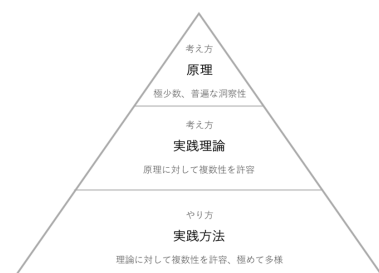 考え方
原理
極少数、普遍な洞察性
考え方
実践理論
原理に対して複数性を許容
やり方
実践方法
理論に対して複数性を許容、極めて多様